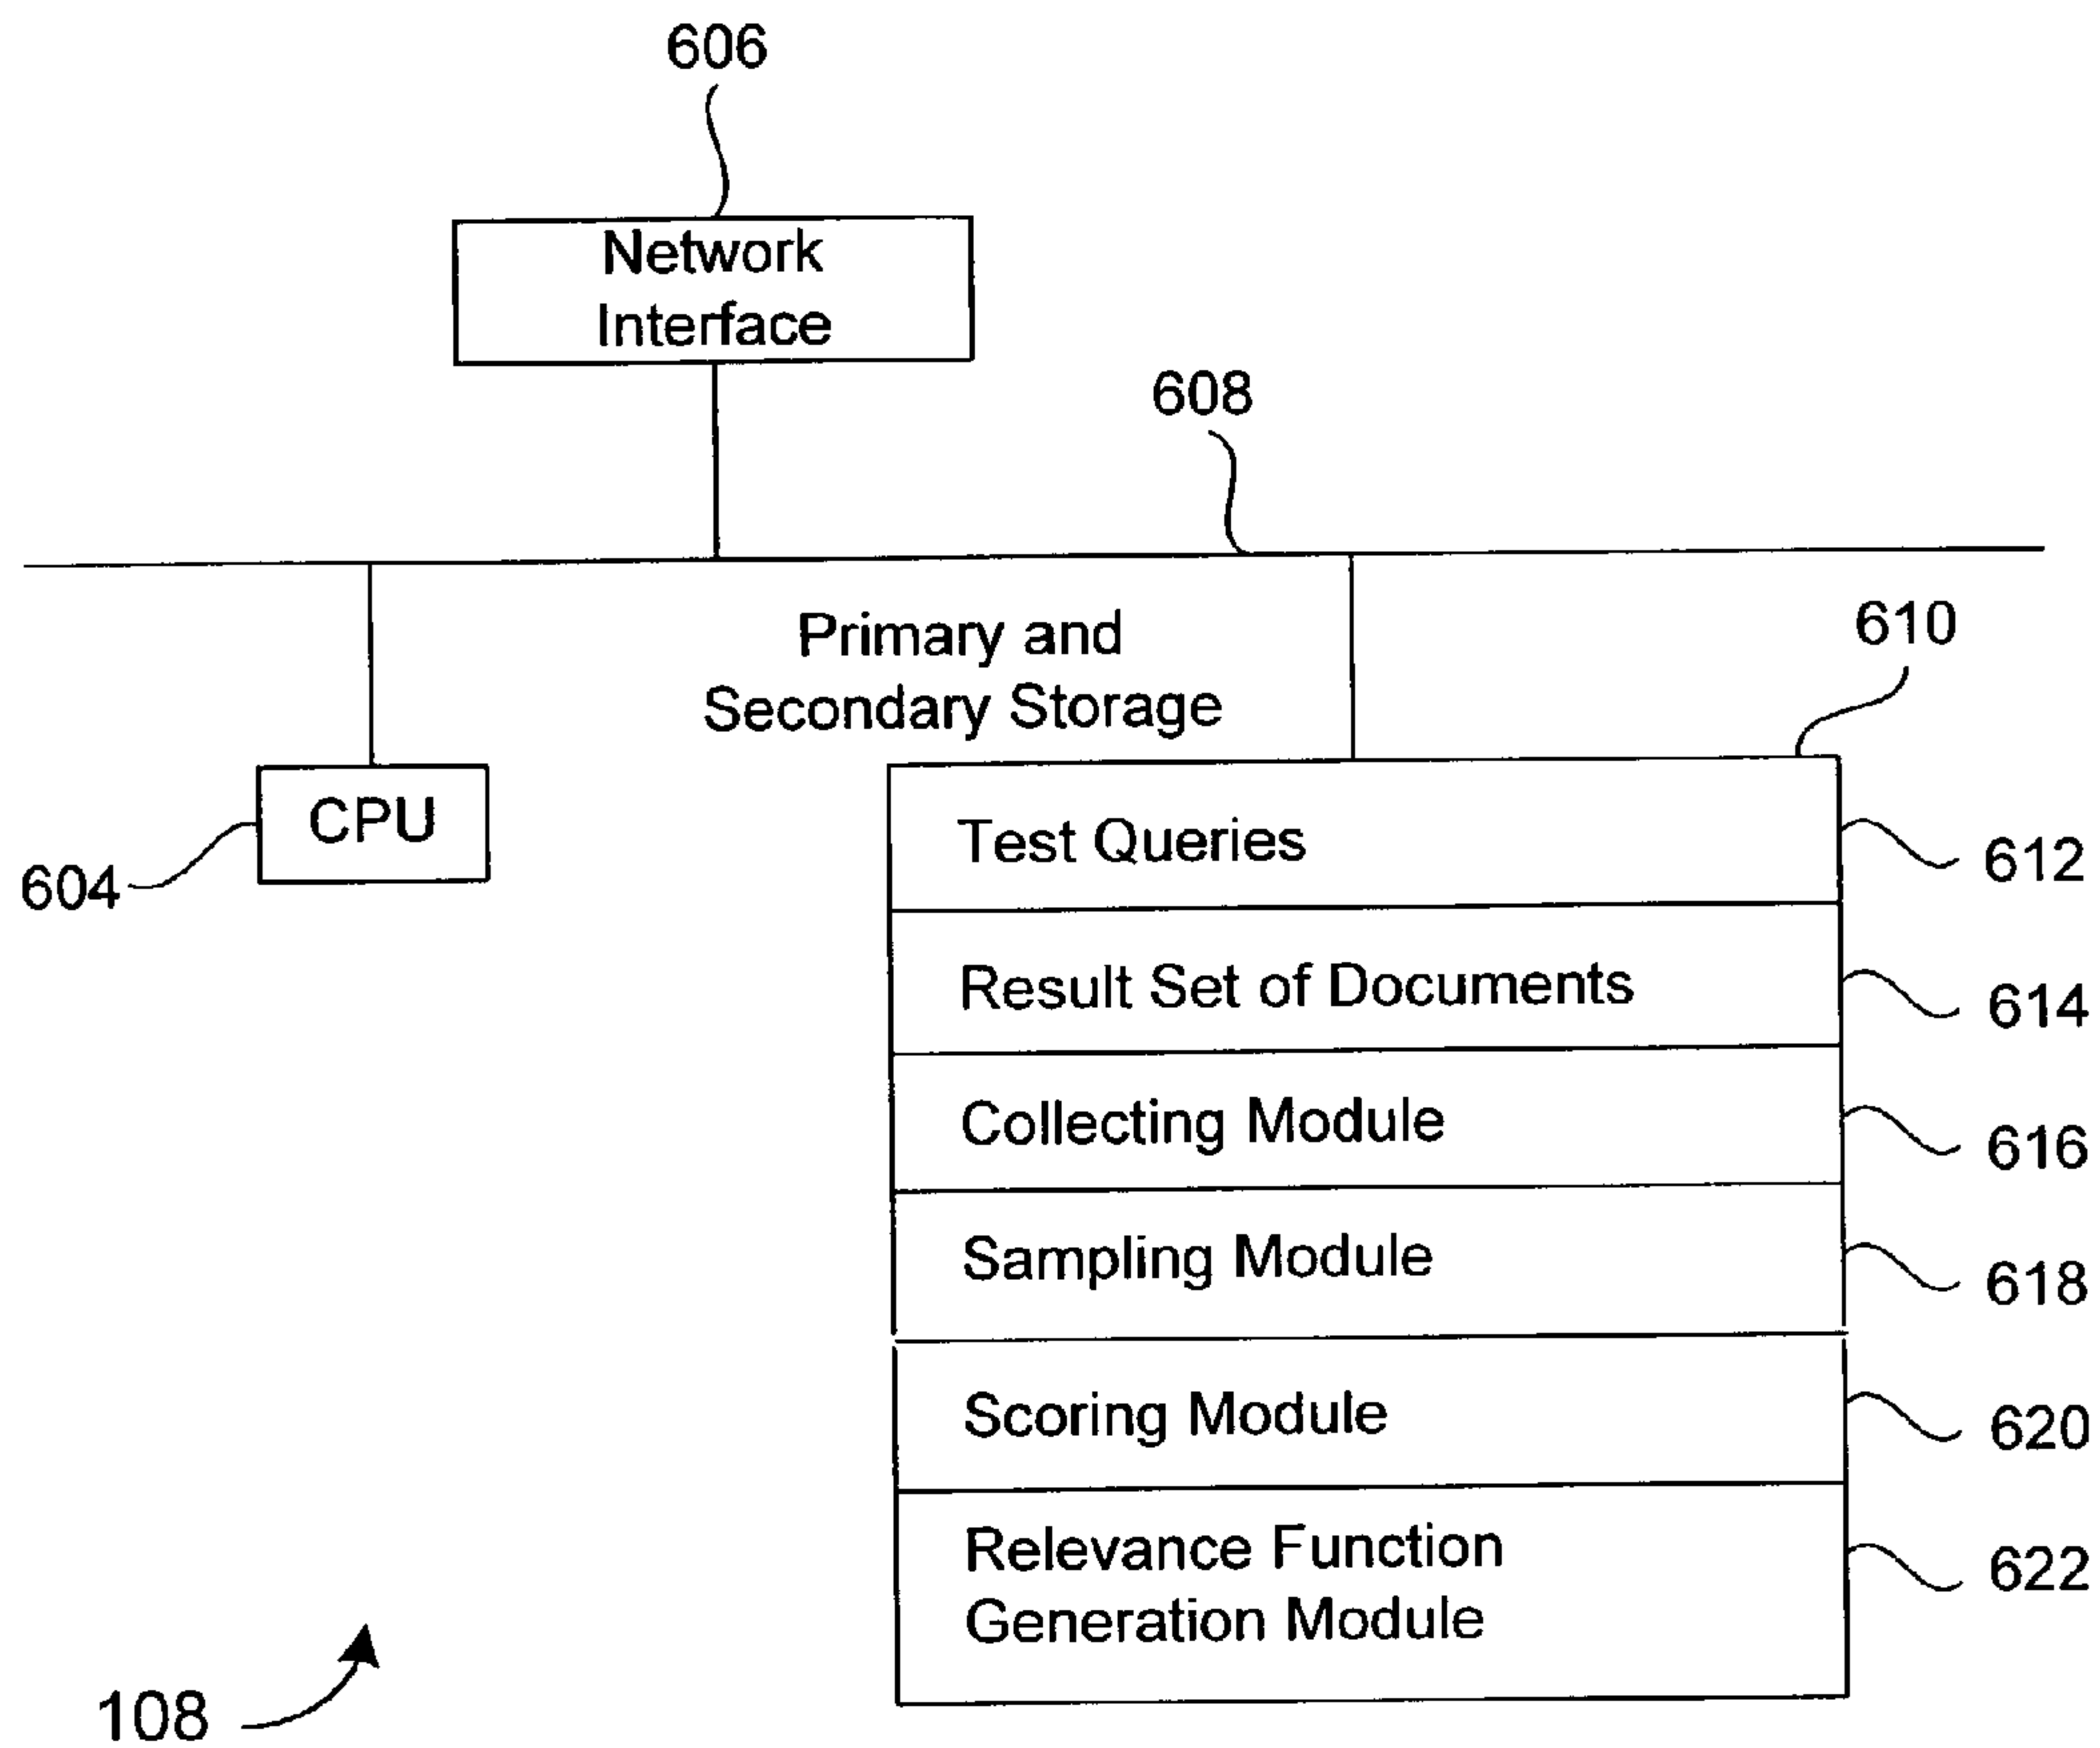 606
Network
Interface
608
Primary and
Secondary Storage
610
CPU
604
Test Queries
612
Result Set of Documents
614
Collecting Module
616
Sampling Module
618
Scoring Module
620
Relevance Function
Generation Module
622
108